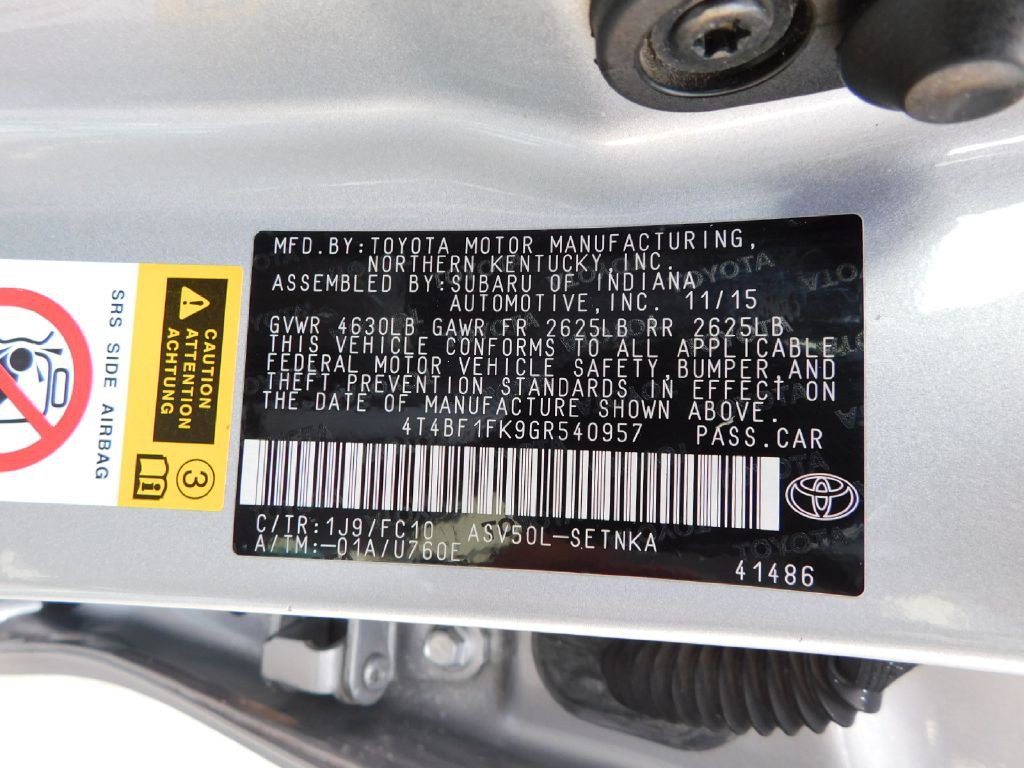 MFD.BY:TOYOTA MOTOR MANUFACTURING,
NORTHERN KENTUCKY,INC.
ASSEMBLED BY:SUBARU OF INDIANA
AUTOMOTIVE,INC. 11/15
GVWR 4630LB GAWR FR 2625LB RR 2625LB
THIS VEHICLE CONFORMS TO ALL APPLICABLE
FEDERAL MOTOR VEHICLE SAFETY,BUMPER,AND
THEFT PREVENTION STANDARDS IN EFFECT ON
THE DATE OF MANUFACTURE SHOWN ABOVE.
4T4BF1FK9GR540957 PASS.CAR
C/TR:1J9/FC10 ASV50L-SETNKA
A/TM:-01A/U760E
41486
CAUTION
ATTENTION
ACHTUNG
SRS SIDE AIRBAG
3